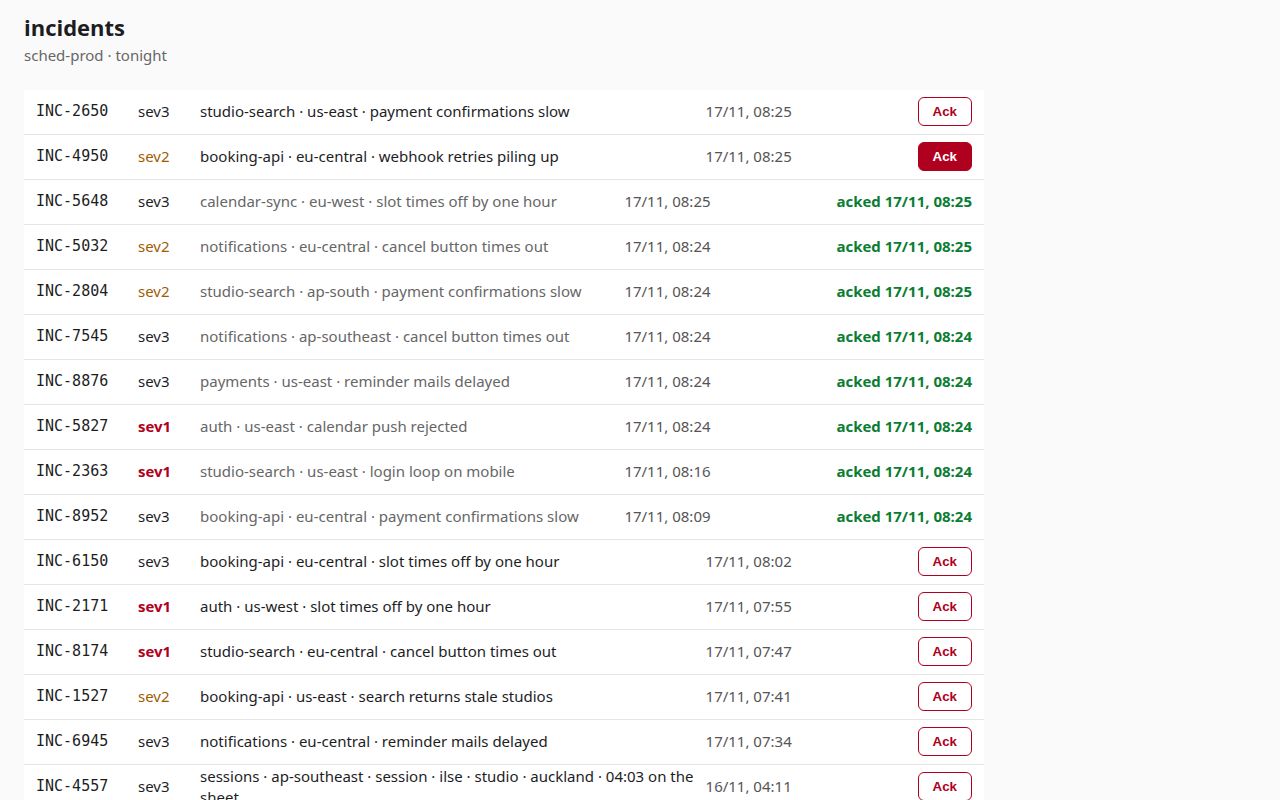 incidents
sched-prod · tonight
INC-2650 sev3 studio-search · us-east · payment confirmations slow 17/11, 08:25 Ack
INC-4950 sev2 booking-api · eu-central · webhook retries piling up 17/11, 08:25 Ack
INC-5648 sev3 calendar-sync · eu-west · slot times off by one hour 17/11, 08:25 acked 17/11, 08:25
INC-5032 sev2 notifications · eu-central · cancel button times out 17/11, 08:24 acked 17/11, 08:25
INC-2804 sev2 studio-search · ap-south · payment confirmations slow 17/11, 08:24 acked 17/11, 08:25
INC-7545 sev3 notifications · ap-southeast · cancel button times out 17/11, 08:24 acked 17/11, 08:24
INC-8876 sev3 payments · us-east · reminder mails delayed 17/11, 08:24 acked 17/11, 08:24
INC-5827 sev1 auth · us-east · calendar push rejected 17/11, 08:24 acked 17/11, 08:24
INC-2363 sev1 studio-search · us-east · login loop on mobile 17/11, 08:16 acked 17/11, 08:24
INC-8952 sev3 booking-api · eu-central · payment confirmations slow 17/11, 08:09 acked 17/11, 08:24
INC-6150 sev3 booking-api · eu-central · slot times off by one hour 17/11, 08:02 Ack
INC-2171 sev1 auth · us-west · slot times off by one hour 17/11, 07:55 Ack
INC-8174 sev1 studio-search · eu-central · cancel button times out 17/11, 07:47 Ack
INC-1527 sev2 booking-api · us-east · search returns stale studios 17/11, 07:41 Ack
INC-6945 sev3 notifications · eu-central · reminder mails delayed 17/11, 07:34 Ack
INC-4557 sev3 sessions · ap-southeast · session · ilse · studio · auckland · 04:03 on the 16/11, 04:11 Ack
sheet